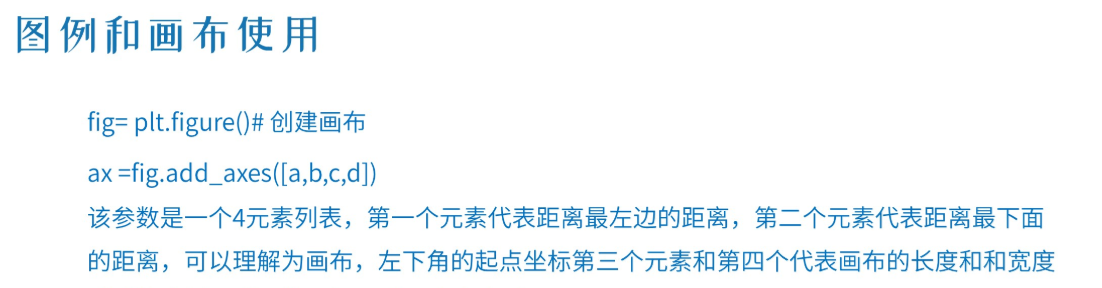 图例和画布使用
fig= plt.figure()# 创建画布
ax =fig.add_axes([a,b,c,d])
该参数是一个4元素列表，第一个元素代表距离最左边的距离，第二个元素代表距离最下面
的距离，可以理解为画布，左下角的起点坐标第三个元素和第四个代表画布的长度和和宽度